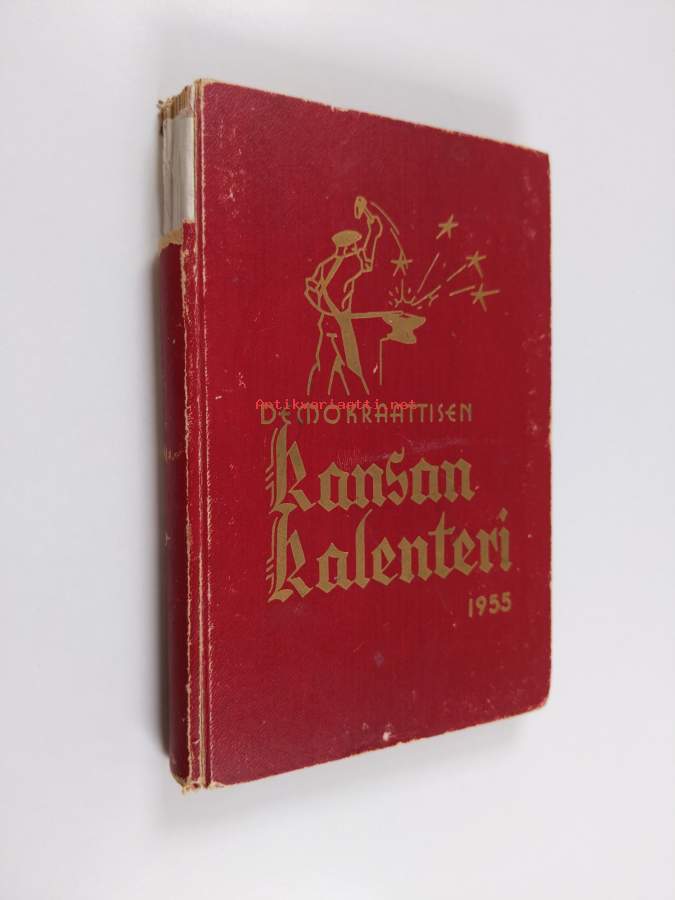 Antikvariaatti.net
DEMOKRAATTISEN
Kansan
Kalenteri
1955